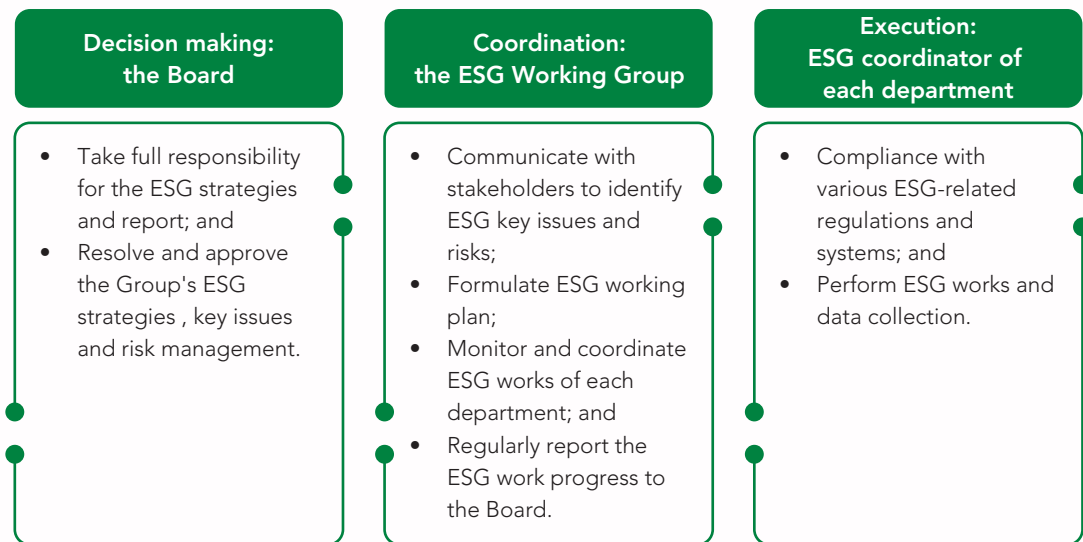 Decision making:
the Board
• Take full responsibility
for the ESG strategies
and report; and
• Resolve and approve
the Group's ESG
strategies , key issues
and risk management.
Coordination:
the ESG Working Group
• Communicate with
stakeholders to identify
ESG key issues and
risks;
• Formulate ESG working
plan;
• Monitor and coordinate
ESG works of each
department; and
• Regularly report the
ESG work progress to
the Board.
Execution:
ESG coordinator of
each department
• Compliance with
various ESG-related
regulations and
systems; and
• Perform ESG works and
data collection.